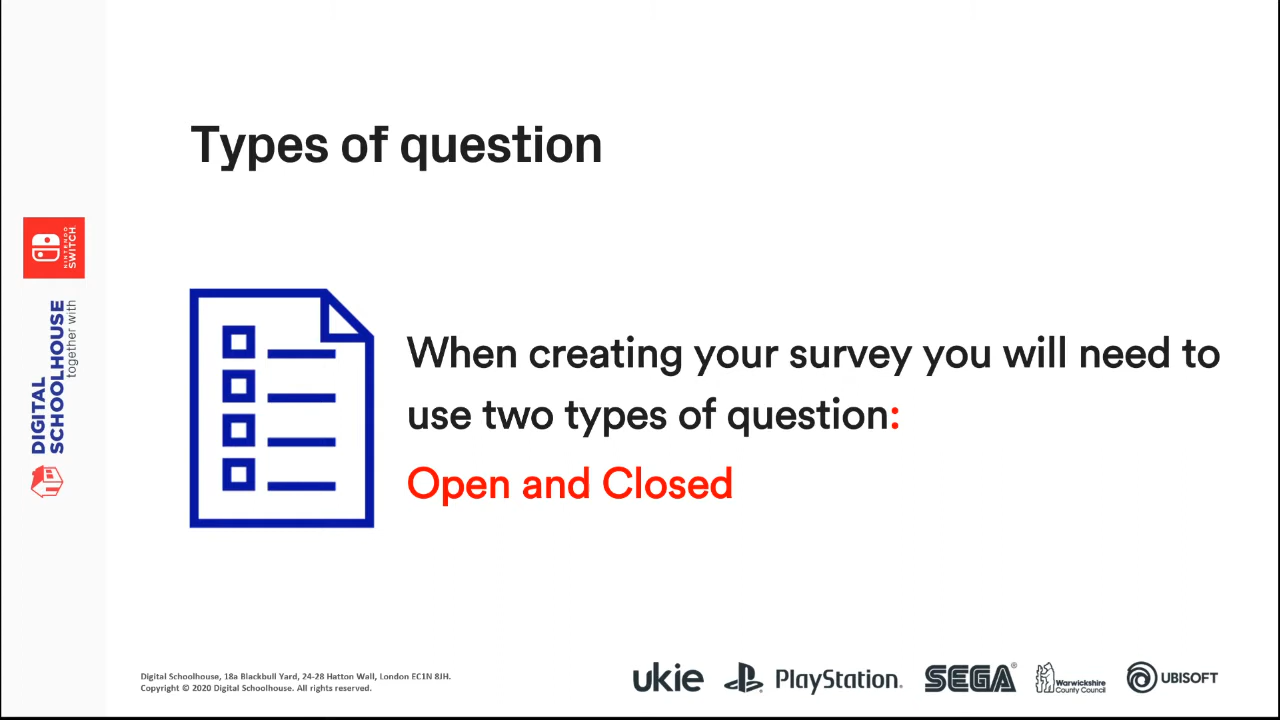 Types of question
NINTENDO
SWITCH
DIGITAL
SCHOOLHOUSE
together with
When creating your survey you will need to
use two types of question:
Open and Closed
Digital Schoolhouse, 18a Blackbull Yard, 24-28 Hatton Wall, London EC1N 8JH.
Copyright © 2020 Digital Schoolhouse. All rights reserved.
ukie
PlayStation.
SEGA®
Warwickshire
County Council
UBISOFT